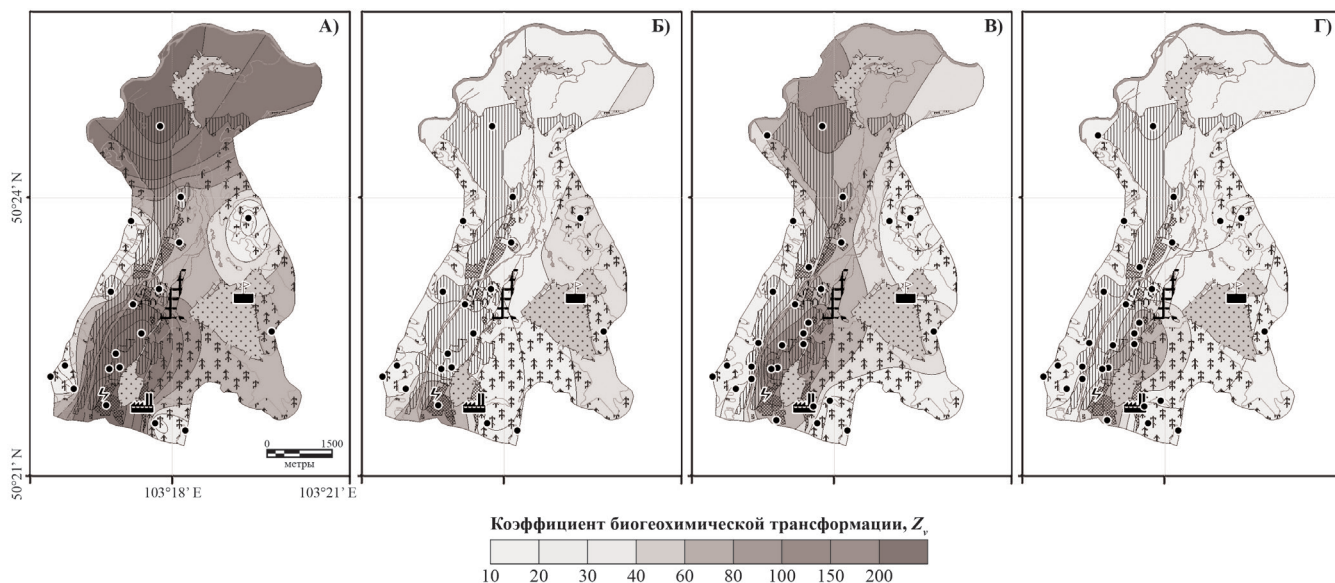 А)
Б)
В)
Г)
50°24’ N
50°21’ N
0 1500
метры
103°18’ E 103°21’ E
Коэффициент биогеохимической трансформации, Zv
10 20 30 40 60 80 100 150 200